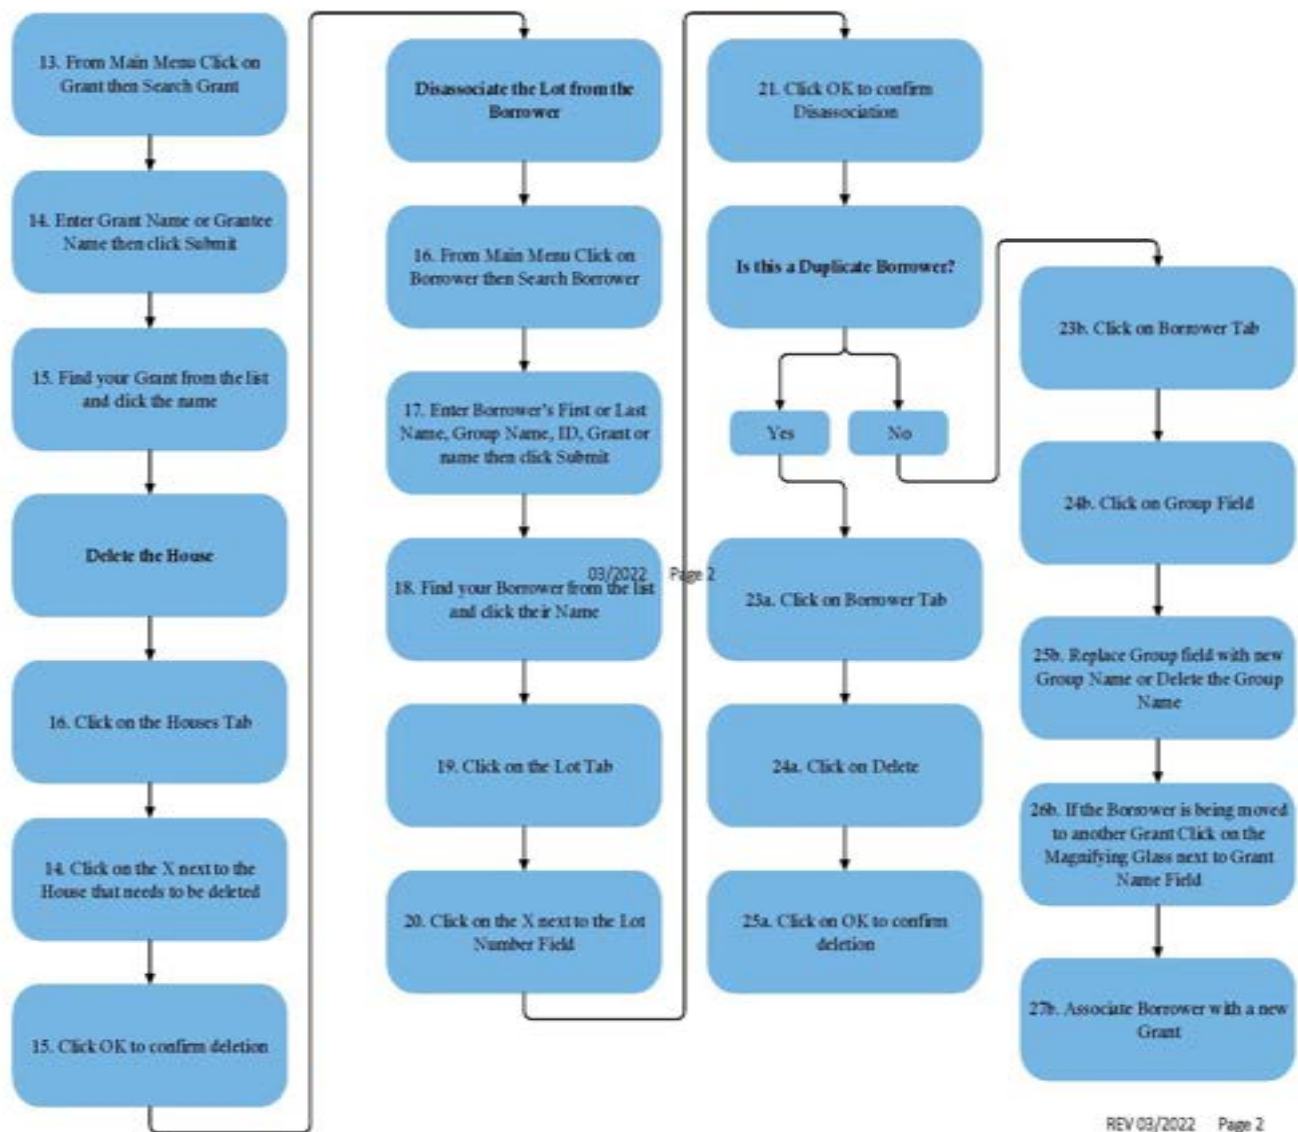 13. From Main Menu Click on
Grant then Search Grant
14. Enter Grant Name or Grantee
Name then click Submit
15. Find your Grant from the list
and click the name
Delete the House
16. Click on the Houses Tab
14. Click on the X next to the
House that needs to be deleted
15. Click OK to confirm deletion
Disassociate the Lot from the
Borrower
16. From Main Menu Click on
Borrower then Search Borrower
17. Enter Borrower's First or Last
Name, Group Name, ID, Grant or
name then click Submit
03/2022 Page 2
18. Find your Borrower from the list
and click their Name
19. Click on the Lot Tab
20. Click on the X next to the Lot
Number Field
21. Click OK to confirm
Disassociation
Is this a Duplicate Borrower?
Yes
No
23a. Click on Borrower Tab
24a. Click on Delete
25a. Click on OK to confirm
deletion
23b. Click on Borrower Tab
24b. Click on Group Field
25b. Replace Group field with new
Group Name or Delete the Group
Name
26b. If the Borrower is being moved
to another Grant Click on the
Magnifying Glass next to Grant
Name Field
27b. Associate Borrower with a new
Grant
REV 03/2022 Page 2